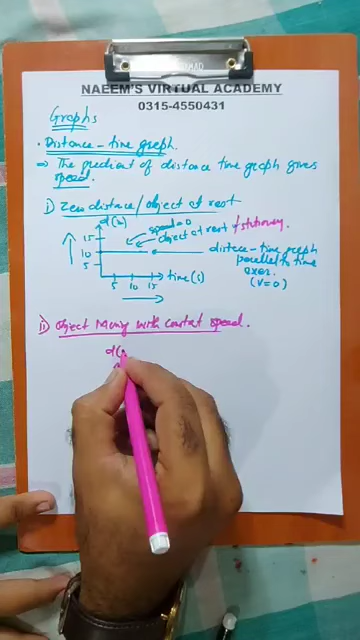 NAEEM'S VIRTUAL ACADEMY
0315-4550431
Graphs
• Distance-time graph.
⇒ The gradient of distance time graph gives
speed.
i) Zero distance/object at rest
d(
speed=0
object at rest / stationary.
15
10
5
5 10 15
time(s)
distance-time graph
parallel to time
axis.
(V=0)
ii) Object Moving with constat speed.
d(